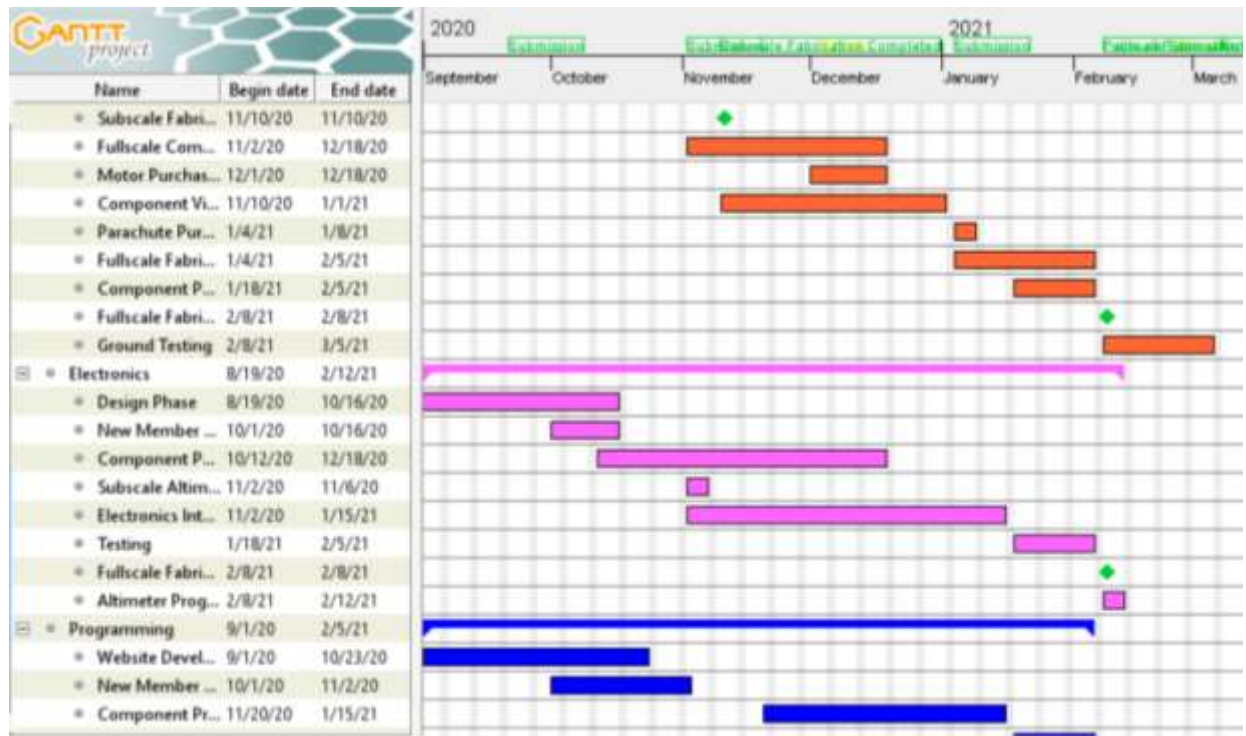 GANTT
project
2020 2021
Submission Fabrication Completed Submission
September October November December January February March
Name Begin date End date
Subscale Fabri... 11/10/20 11/10/20
Fullscale Com... 11/2/20 12/18/20
Motor Purchas... 12/1/20 12/18/20
Component Vi... 11/10/20 1/1/21
Parachute Pur... 1/4/21 1/8/21
Fullscale Fabri... 1/4/21 2/5/21
Component P... 1/18/21 2/5/21
Fullscale Fabri... 2/8/21 2/8/21
Ground Testing 2/8/21 3/5/21
Electronics 8/19/20 2/12/21
Design Phase 8/19/20 10/16/20
New Member ... 10/1/20 10/16/20
Component P... 10/12/20 12/18/20
Subscale Altim... 11/2/20 11/6/20
Electronics Int... 11/2/20 1/15/21
Testing 1/18/21 2/5/21
Fullscale Fabri... 2/8/21 2/8/21
Altimeter Prog... 2/8/21 2/12/21
Programming 9/1/20 2/5/21
Website Devel... 9/1/20 10/23/20
New Member ... 10/1/20 11/2/20
Component Pr... 11/20/20 1/15/21